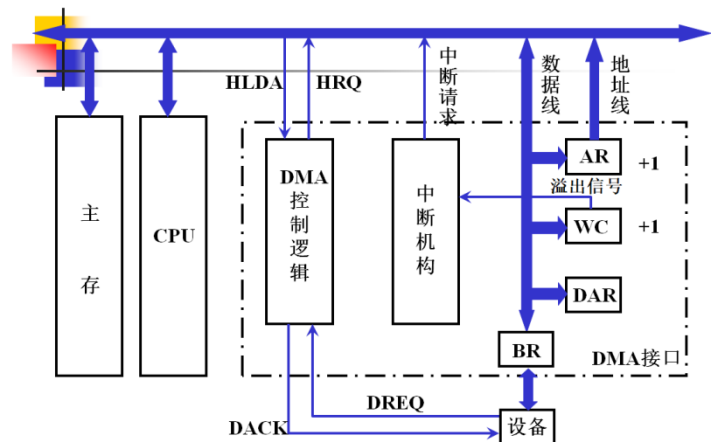 HLDA
HRQ
中断请求
数据线
地址线
主存
CPU
DMA
控制逻辑
中断机构
AR
+1
溢出信号
WC
+1
DAR
BR
DMA接口
DREQ
DACK
设备